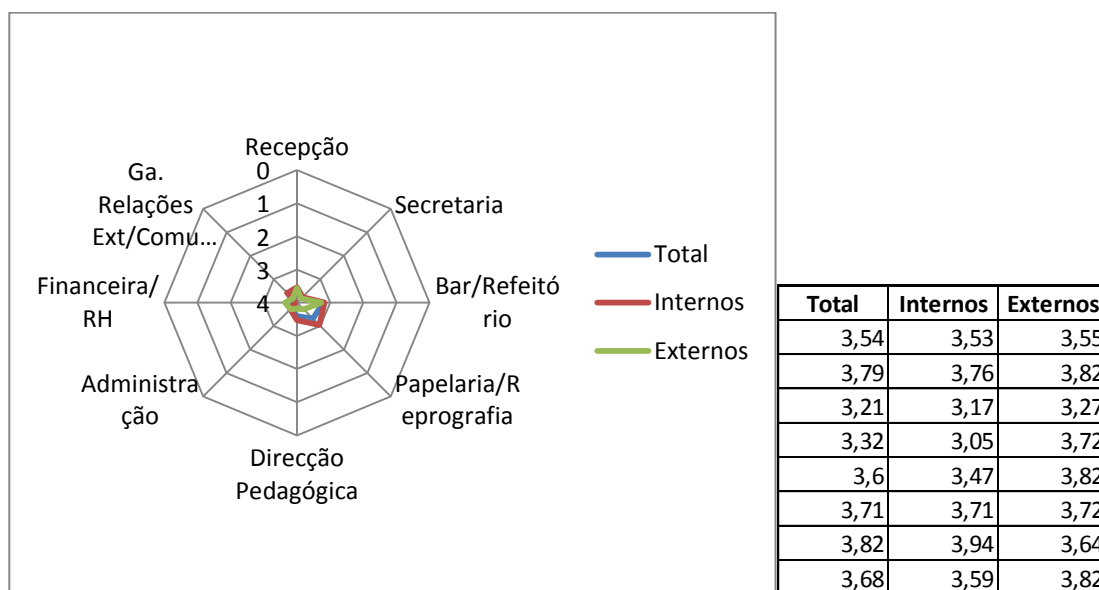 Recepção
0
1
2
3
4
Secretaria
Bar/Refeitó
rio
Papelaria/R
eprografia
Direcção
Pedagógica
Administra
ção
Financeira/
RH
Ga.
Relações
Ext/Comu...
Total
Internos
Externos
Total Internos Externos
3,54 3,53 3,55
3,79 3,76 3,82
3,21 3,17 3,27
3,32 3,05 3,72
3,6 3,47 3,82
3,71 3,71 3,72
3,82 3,94 3,64
3,68 3,59 3,82